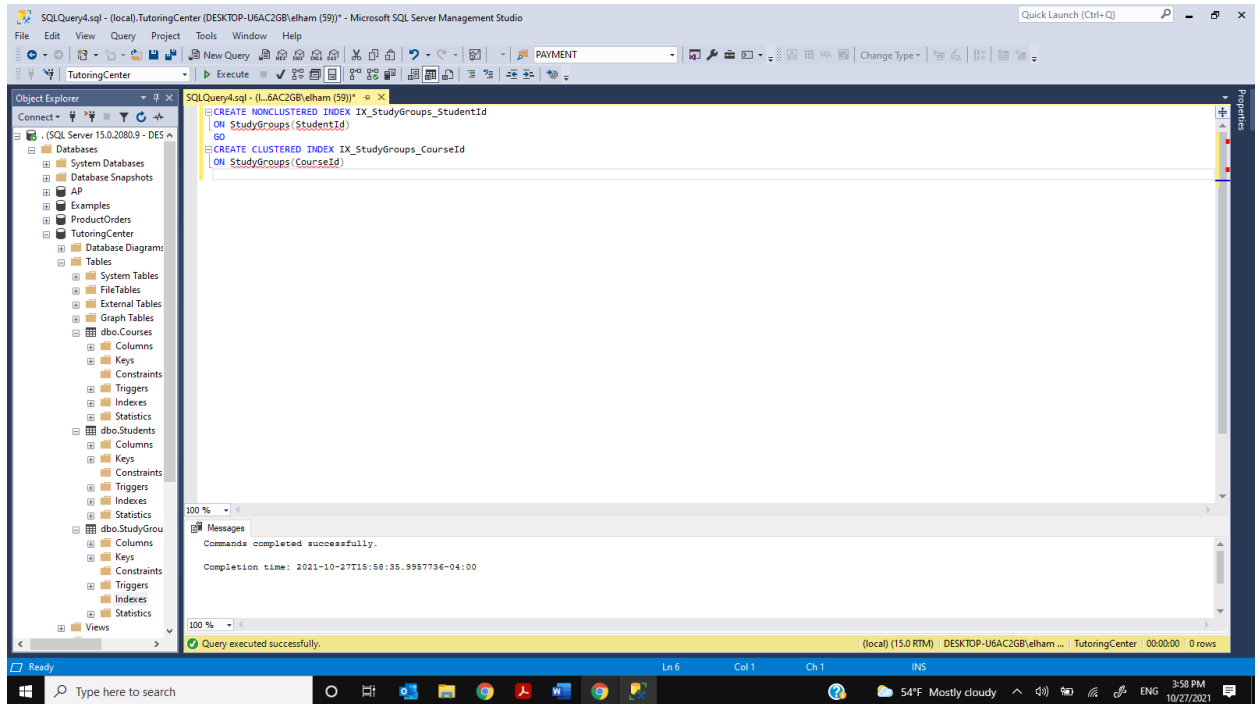 SQLQuery4.sql - (local).TutoringCenter (DESKTOP-U6AC2GB\elham (59))* - Microsoft SQL Server Management Studio
Quick Launch (Ctrl+Q)
File Edit View Query Project Tools Window Help
New Query
PAYMENT
Change Type
TutoringCenter
Execute
Object Explorer
SQLQuery4.sql - (l...6AC2GB\elham (59))*
Properties
Connect
. (SQL Server 15.0.2080.9 - DES
Databases
System Databases
Database Snapshots
AP
Examples
ProductOrders
TutoringCenter
Database Diagrams
Tables
System Tables
FileTables
External Tables
Graph Tables
dbo.Courses
Columns
Keys
Constraints
Triggers
Indexes
Statistics
dbo.Students
Columns
Keys
Constraints
Triggers
Indexes
Statistics
dbo.StudyGrou
Columns
Keys
Constraints
Triggers
Indexes
Statistics
Views
CREATE NONCLUSTERED INDEX IX_StudyGroups_StudentId
ON StudyGroups(StudentId)
GO
CREATE CLUSTERED INDEX IX_StudyGroups_CourseId
ON StudyGroups(CourseId)
100 %
Messages
Commands completed successfully.
Completion time: 2021-10-27T15:58:35.9957736-04:00
100 %
Query executed successfully.
(local) (15.0 RTM) DESKTOP-U6AC2GB\elham ... TutoringCenter 00:00:00 0 rows
Ready
Ln 6 Col 1 Ch 1 INS
Type here to search
54°F Mostly cloudy
ENG
3:58 PM
10/27/2021